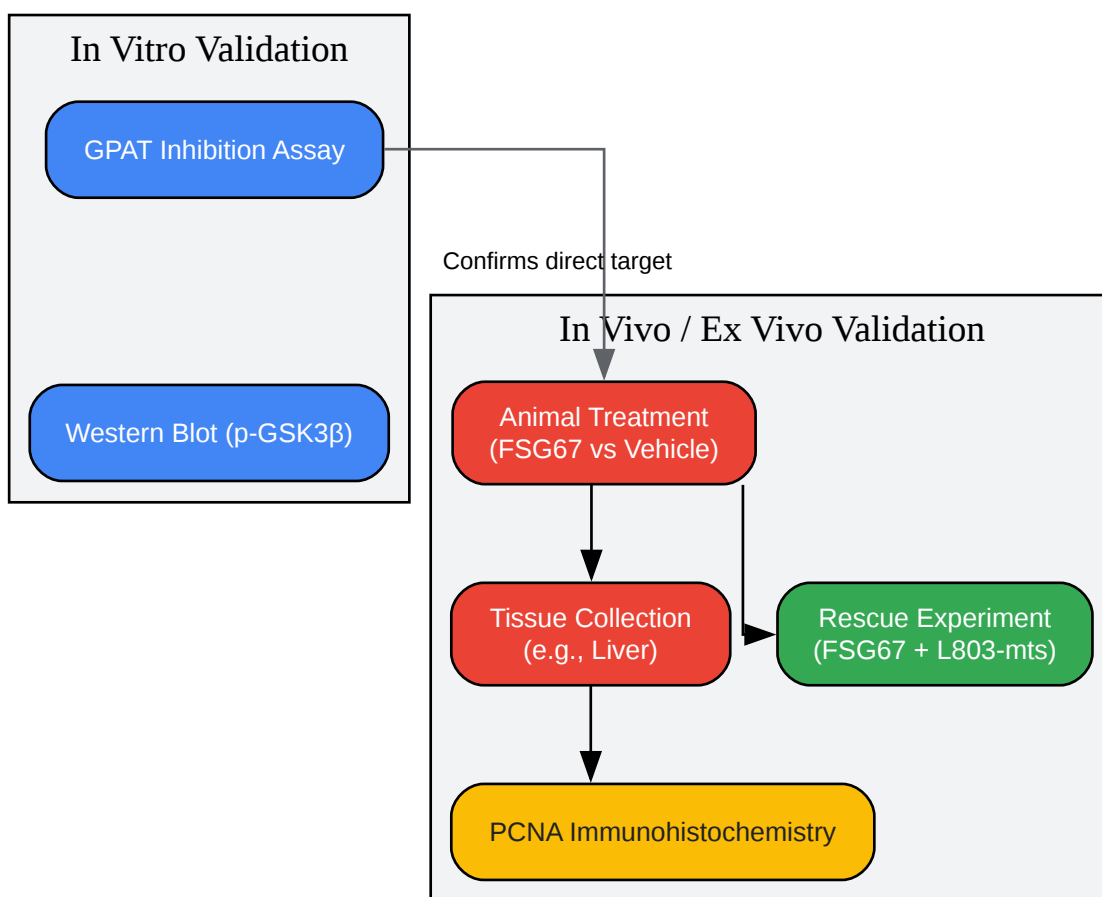 In Vitro Validation
GPAT Inhibition Assay
Western Blot (p-GSK3β)
Confirms direct target
In Vivo / Ex Vivo Validation
Animal Treatment
(FSG67 vs Vehicle)
Tissue Collection
(e.g., Liver)
Rescue Experiment
(FSG67 + L803-mts)
PCNA Immunohistochemistry